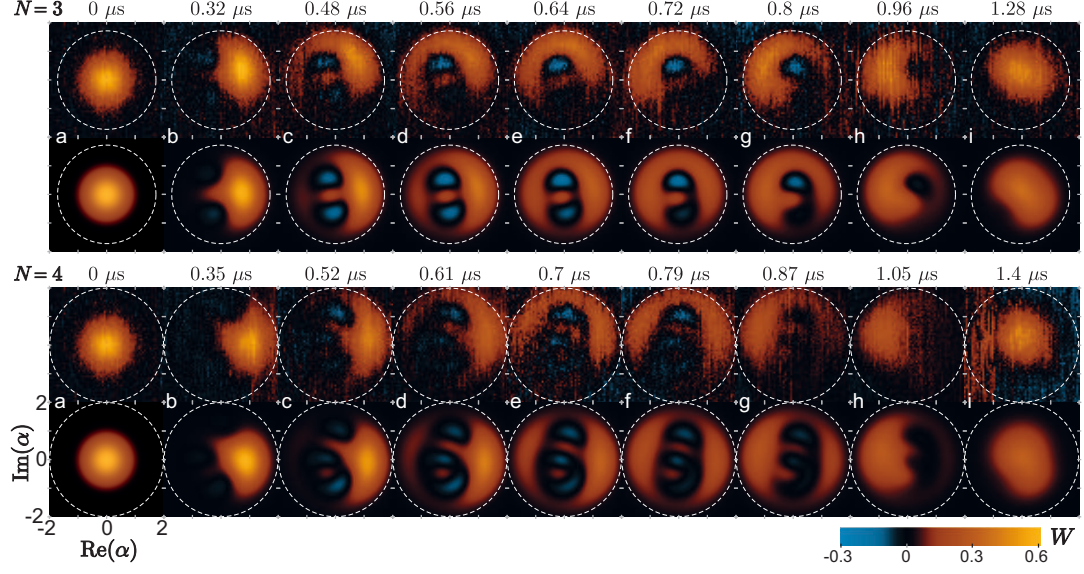 N = 3 0 μs 0.32 μs 0.48 μs 0.56 μs 0.64 μs 0.72 μs 0.8 μs 0.96 μs 1.28 μs
a b c d e f g h i
N = 4 0 μs 0.35 μs 0.52 μs 0.61 μs 0.7 μs 0.79 μs 0.87 μs 1.05 μs 1.4 μs
2 a b c d e f g h i
Im(α) 0
-2
-2 0 2
Re(α)
W
-0.3 0 0.3 0.6